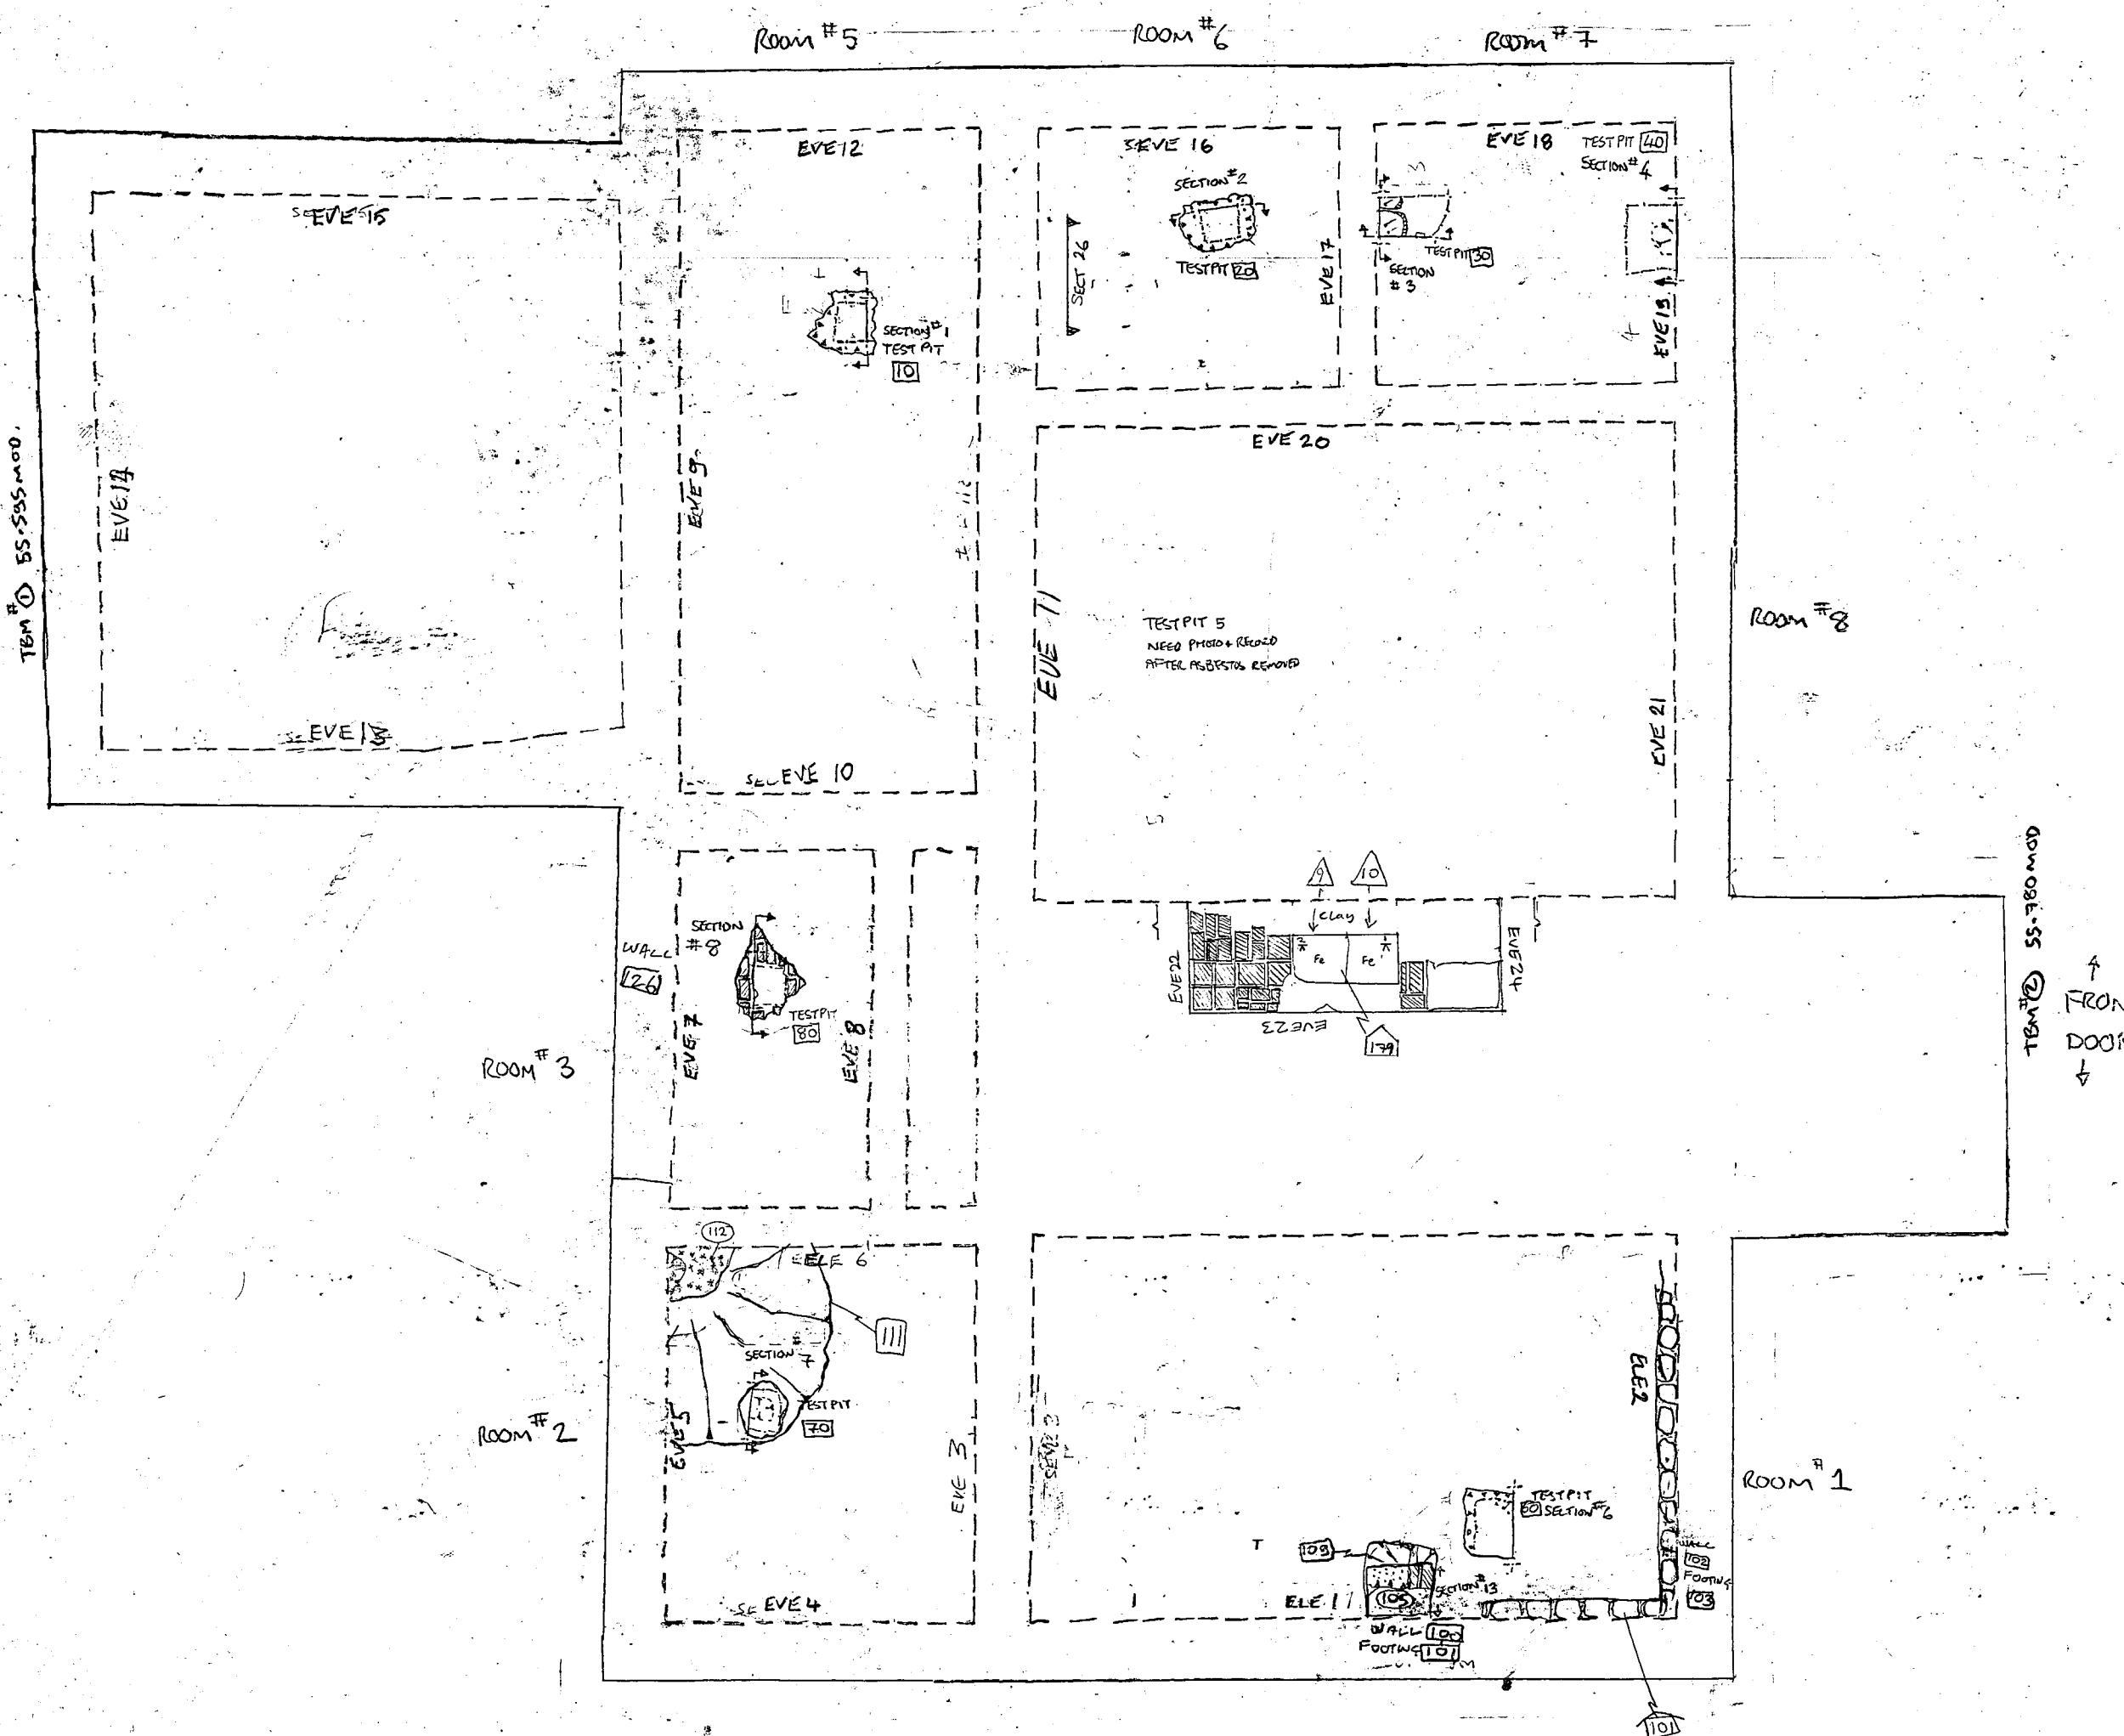 ROOM #5
ROOM #6
ROOM #7
EVE 12
EVE 16
EVE 18
TEST PIT 40
SECTION # 4
EVE 15
SECTION #2
TEST PIT 20
SECT 26
EVE 17
TEST PIT 30
SECTION
# 3
EVE 19
SECTION #1
TEST PIT
10
EVE 9
EVE 20
TBM # 1 55.595 MOD.
EVE 11
TEST PIT 5
NEED PHOTO + RECORD
AFTER ASBESTOS REMOVED
ROOM #8
EVE 21
EVE 13
EVE 10
9
10
clay
Fe
Fe
EVE 22
EVE 23
EVE 24
179
SECTION
#8
WALL
126
TEST PIT
80
EVE 7
EVE 8
ROOM # 3
TBM # 2 55.780 MOD
FRON
DOOR
112
ELE 6
111
SECTION # 7
TEST PIT
70
EVE 5
EVE 3
ROOM # 2
EVE 4
ELE 2
ROOM # 1
TEST PIT
60 SECTION # 6
T
109
SECTION # 13
105
ELE 1
WALL 100
FOOTING 101
WALL
102
FOOTING
103
101